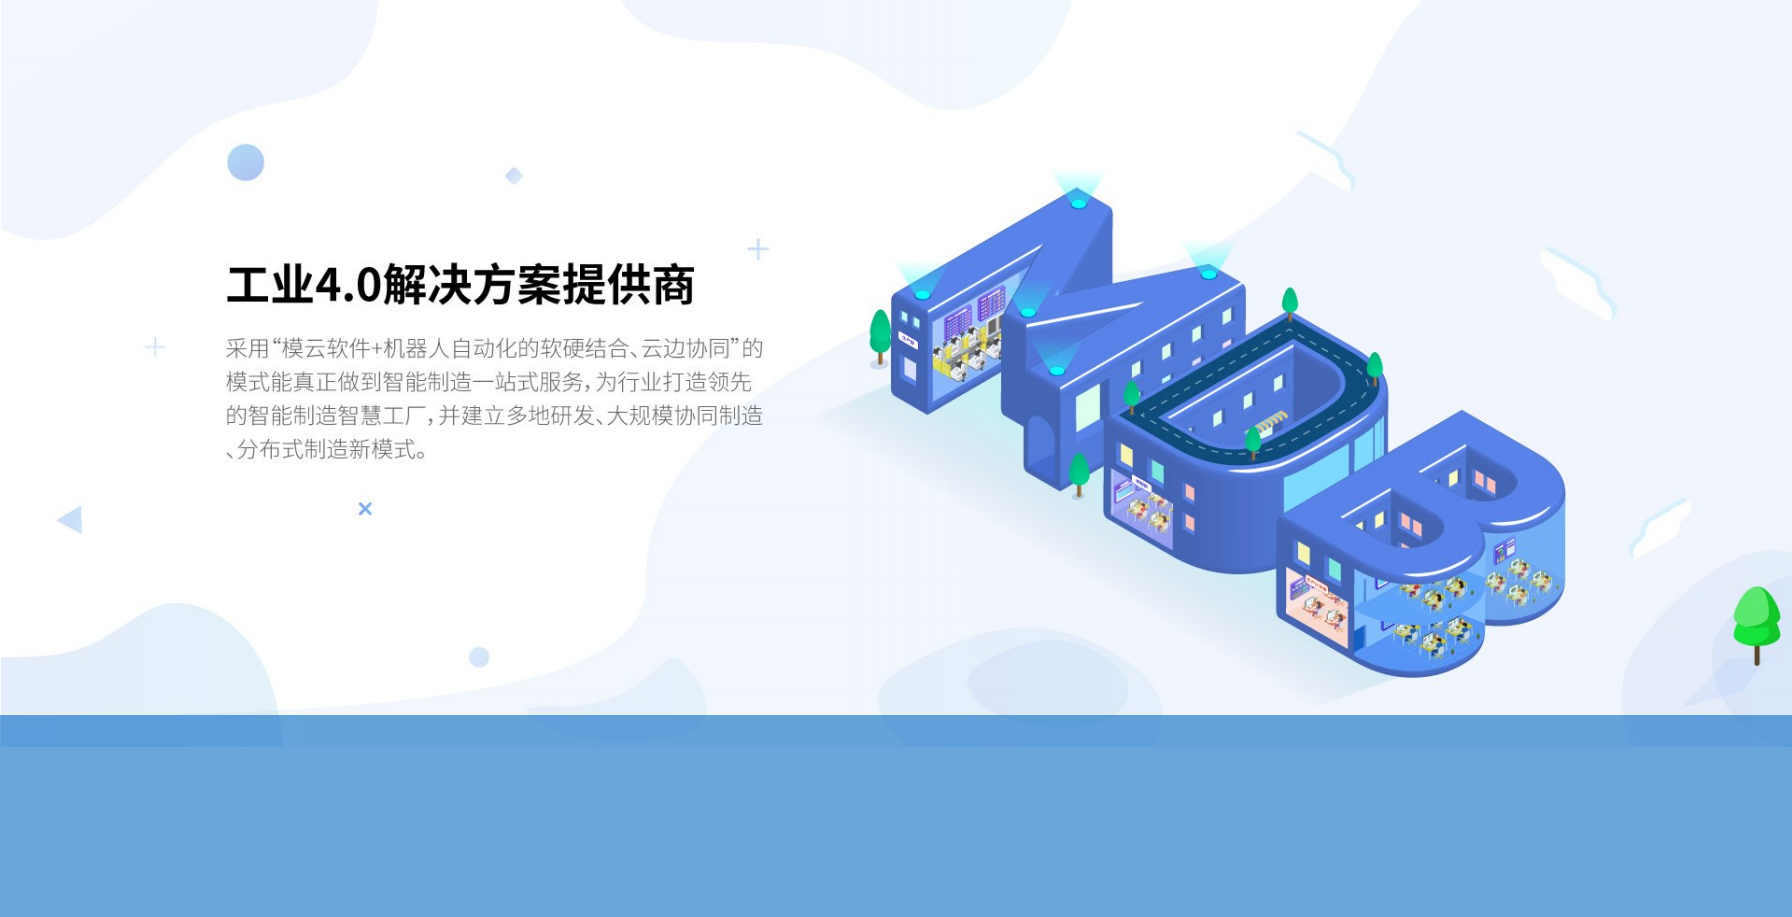 工业4.0解决方案提供商
采用“模云软件+机器人自动化的软硬结合、云边协同”的
模式能真正做到智能制造一站式服务，为行业打造领先
的智能制造智慧工厂，并建立多地研发、大规模协同制造
、分布式制造新模式。
MDB